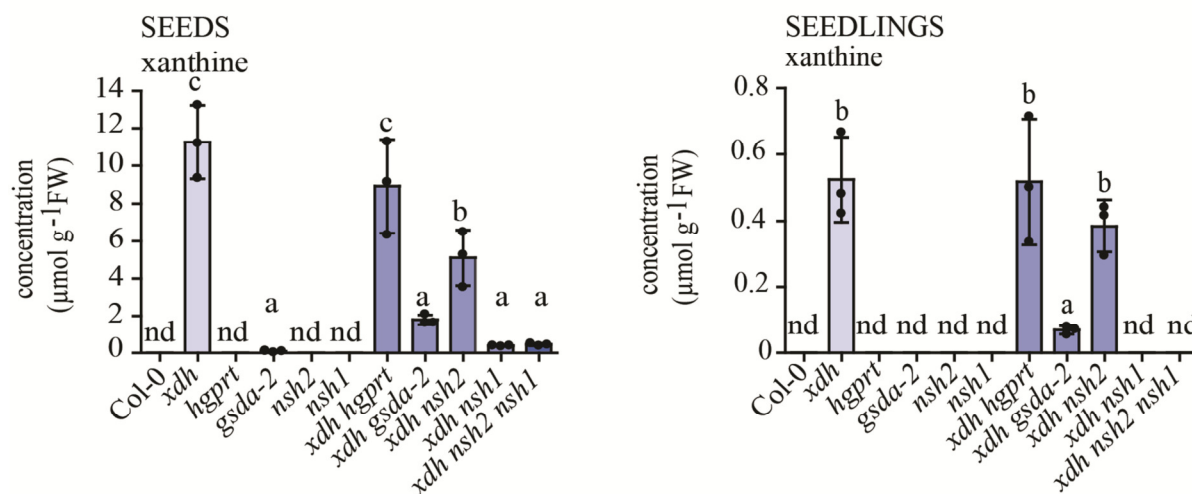 SEEDS
xanthine
concentration
(µmol g-1FW)
14
12
10
8
6
4
2
0
nd
c
nd
a
nd
nd
c
a
b
a
a
Col-0
xdh
hgprt
gsda-2
nsh2
nsh1
xdh hgprt
xdh gsda-2
xdh nsh2
xdh nsh1
xdh nsh2 nsh1
SEEDLINGS
xanthine
concentration
(µmol g-1FW)
0.8
0.6
0.4
0.2
0
nd
b
nd
nd
nd
nd
b
a
b
nd
nd
Col-0
xdh
hgprt
gsda-2
nsh2
nsh1
xdh hgprt
xdh gsda-2
xdh nsh2
xdh nsh1
xdh nsh2 nsh1